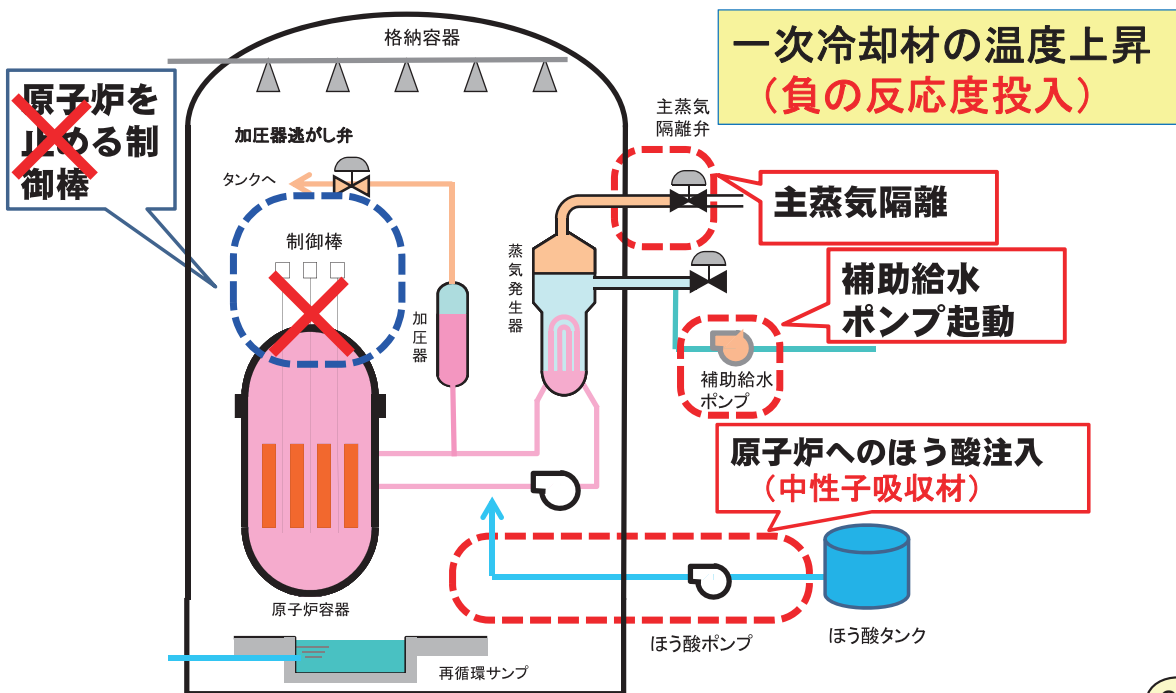 一次冷却材の温度上昇
(負の反応度投入)
格納容器
原子炉を
止める制
御棒
加圧器逃がし弁
タンクへ
制御棒
主蒸気
隔離弁
主蒸気隔離
蒸気発生器
補助給水
ポンプ起動
加圧器
補助給水
ポンプ
原子炉へのほう酸注入
(中性子吸収材)
原子炉容器
ほう酸ポンプ
ほう酸タンク
再循環サンプ